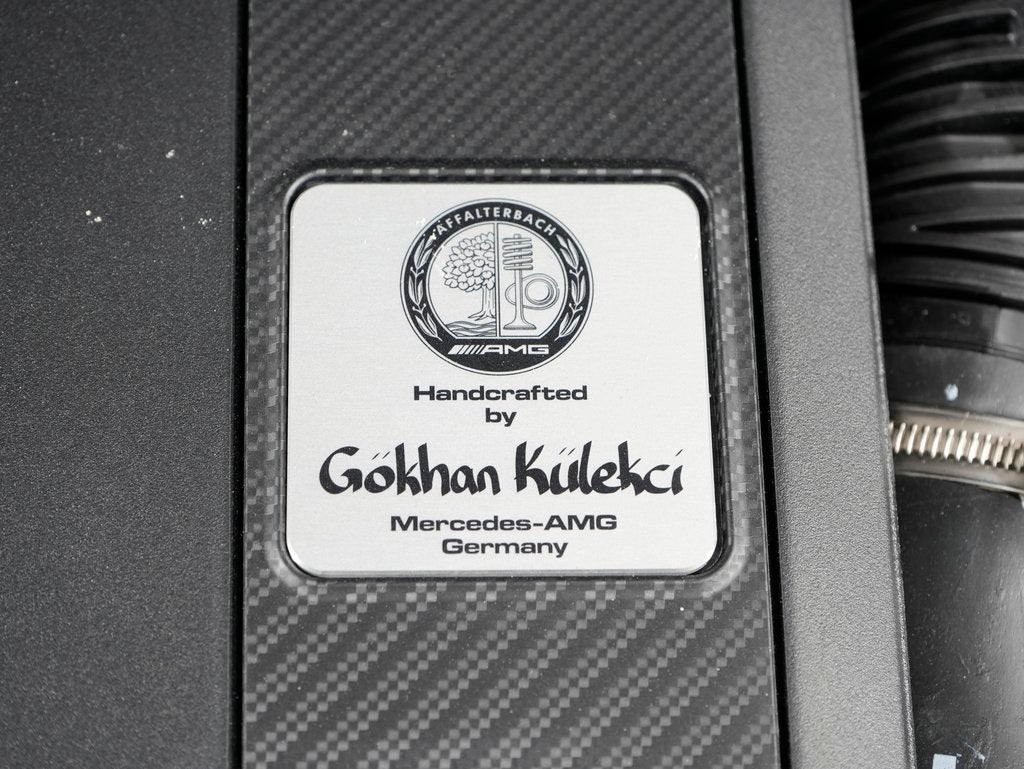 AFFALTERBACH
AMG
Handcrafted
by
Gökhan Külekci
Mercedes-AMG
Germany